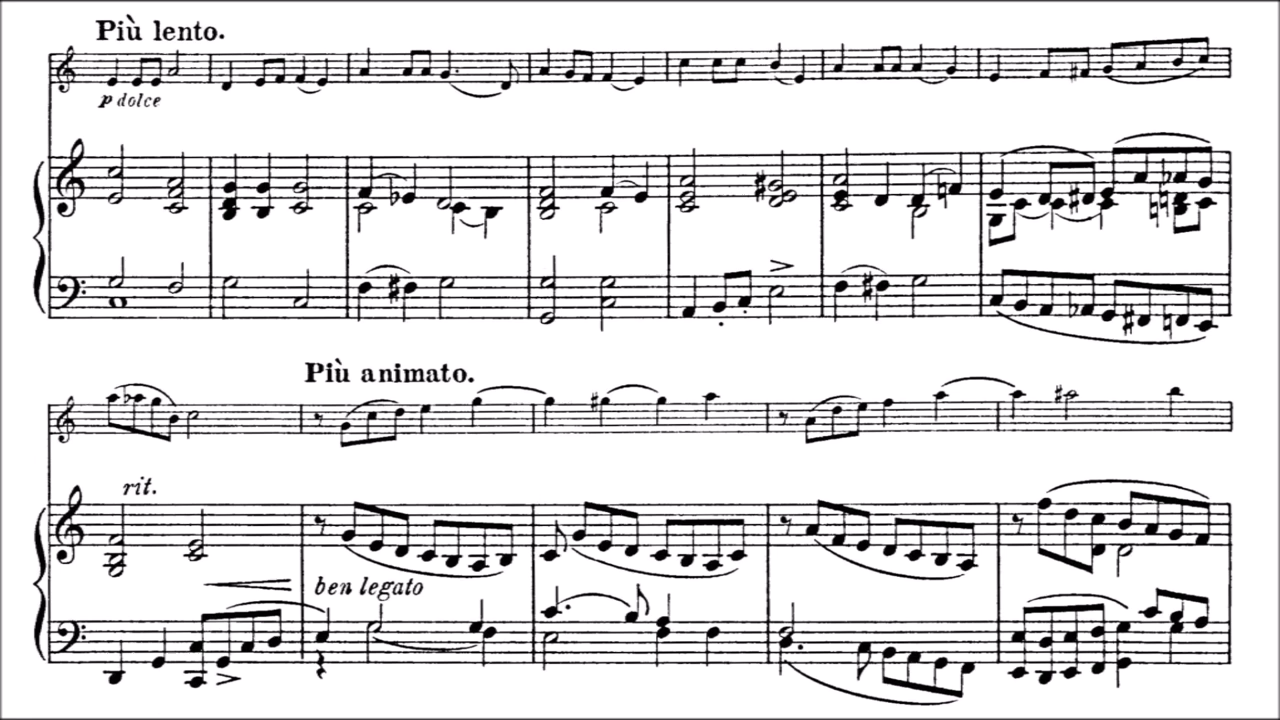 Più lento.
p dolce
Più animato.
rit.
ben legato